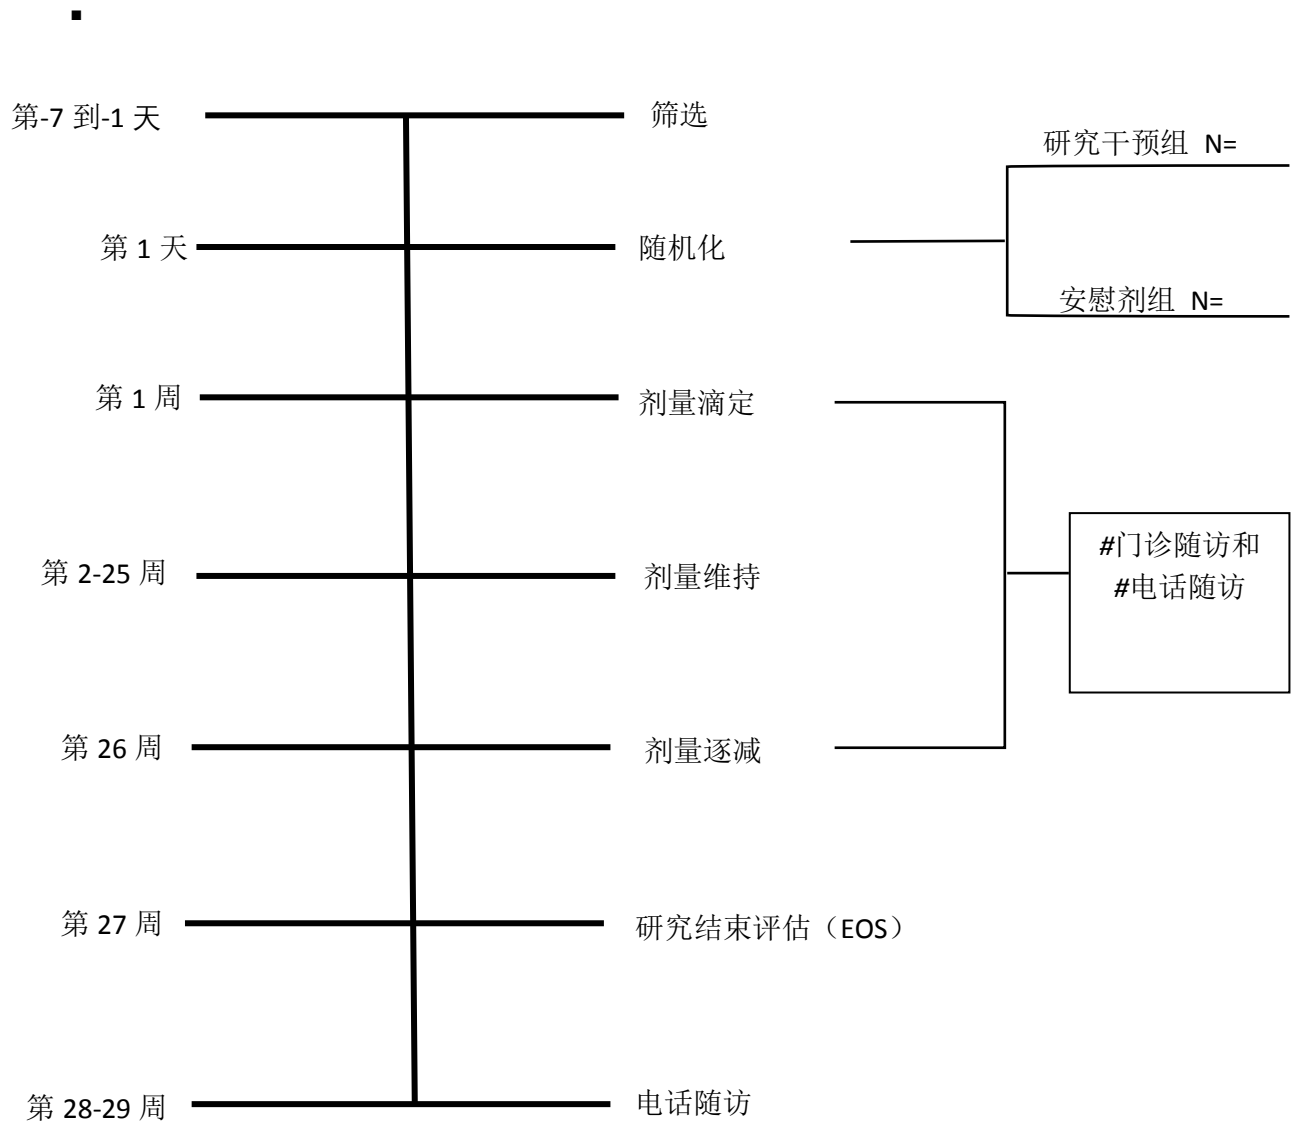 第-7 到-1 天
筛选
研究干预组 N=
第 1 天
随机化
安慰剂组 N=
第 1 周
剂量滴定
第 2-25 周
剂量维持
#门诊随访和
#电话随访
第 26 周
剂量逐减
第 27 周
研究结束评估（EOS）
第 28-29 周
电话随访